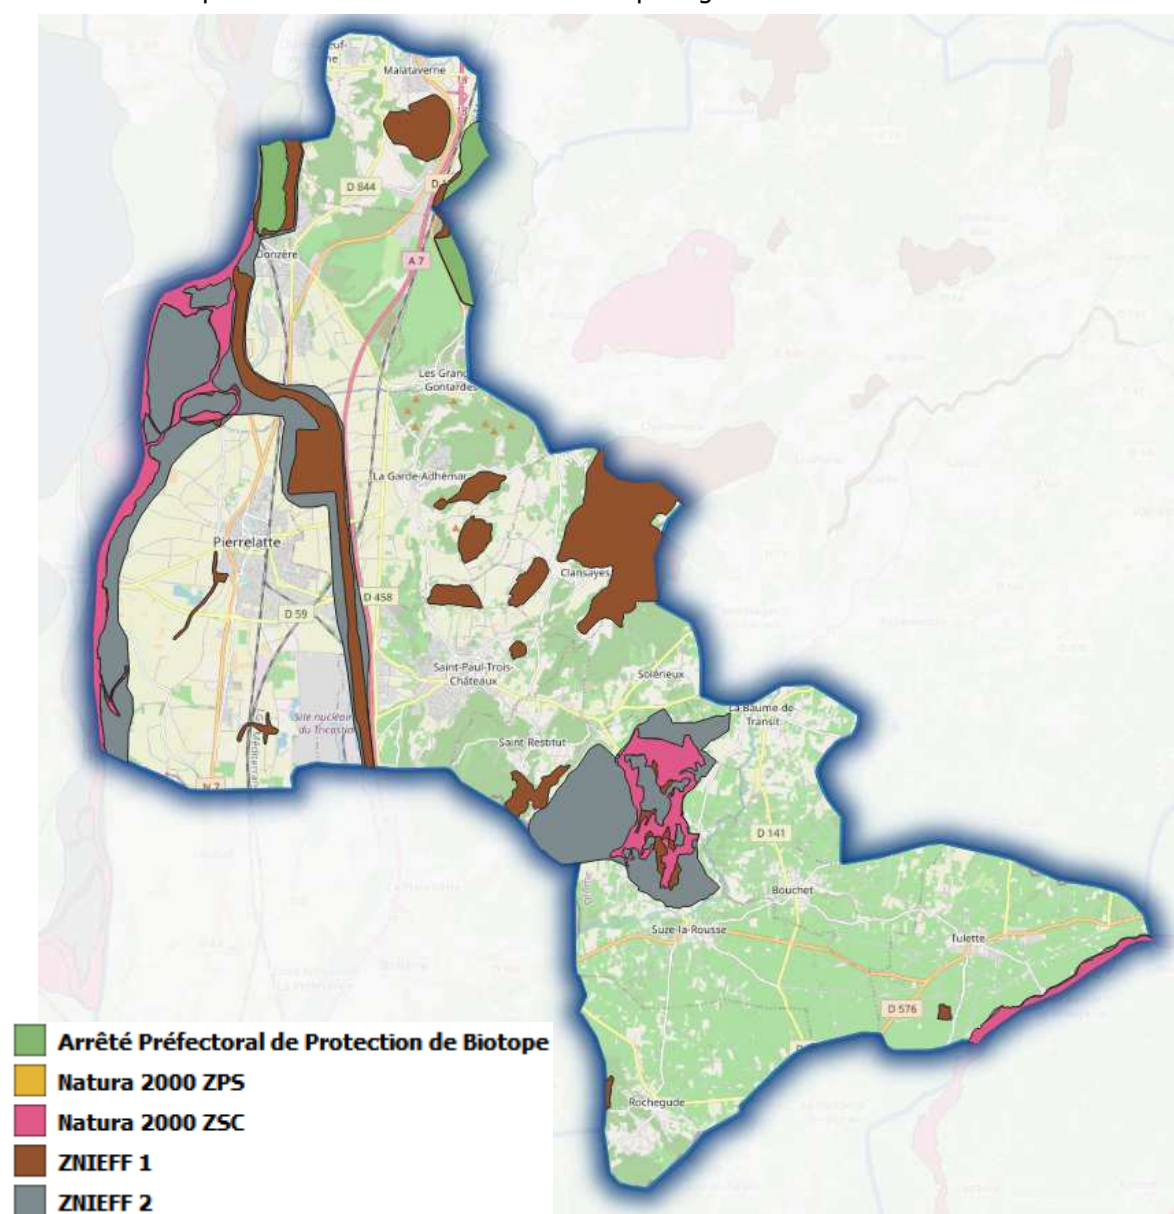 Malataverne
D 844
Donzère
A 7
Les Gran
Gontardes
La Garde-Adhémar
Pierrelatte
Clansayes
D 458
D 59
Saint-Paul-Trois-
Châteaux
Solérieux
Site nucléair
du Tricastin
La Baume-de-
Transit
Saint-Restitut
N 7
D 141
Bouchet
Suze-la-Rousse
Tulette
D 576
Rochegude
Arrêté Préfectoral de Protection de Biotope
Natura 2000 ZPS
Natura 2000 ZSC
ZNIEFF 1
ZNIEFF 2